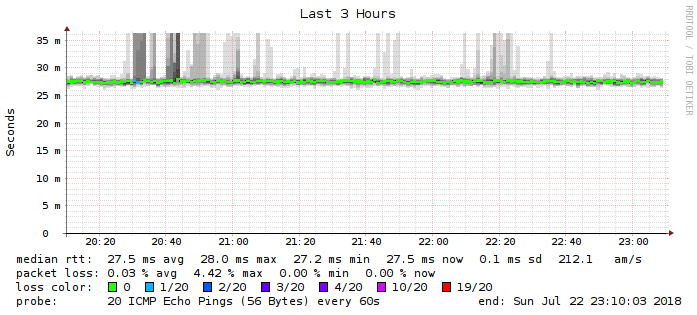 Last 3 Hours
RRDTOOL / TOBI OETIKER
Seconds
35 m
30 m
25 m
20 m
15 m
10 m
5 m
0
20:20 20:40 21:00 21:20 21:40 22:00 22:20 22:40 23:00
median rtt: 27.5 ms avg 28.0 ms max 27.2 ms min 27.5 ms now 0.1 ms sd 212.1 am/s
packet loss: 0.03 % avg 4.42 % max 0.00 % min 0.00 % now
loss color: 0 1/20 2/20 3/20 4/20 10/20 19/20
probe: 20 ICMP Echo Pings (56 Bytes) every 60s end: Sun Jul 22 23:10:03 2018